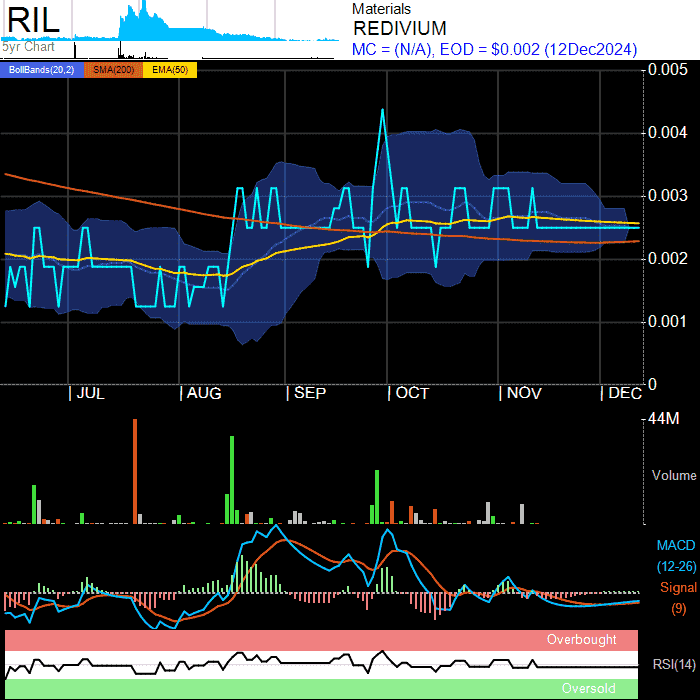 RIL
Materials
REDIVIUM
MC = (N/A), EOD = $0.002 (12Dec2024)
5yr Chart
BollBands(20,2) SMA(200) EMA(50)
0.005
0.004
0.003
0.002
0.001
0
JUL AUG SEP OCT NOV DEC
44M
Volume
MACD
(12-26)
Signal
(9)
Overbought
RSI(14)
Oversold